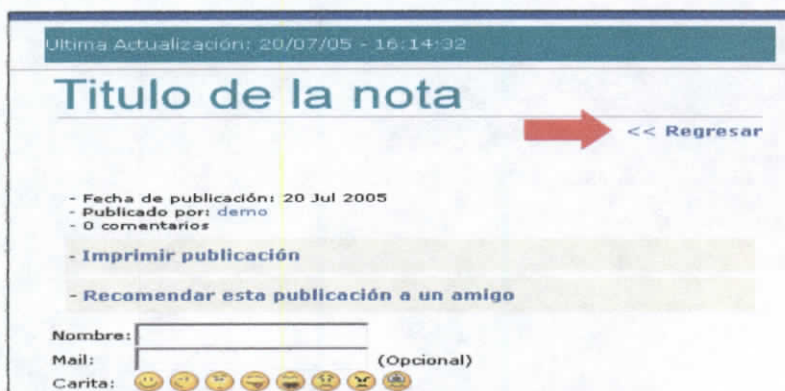 Ultima Actualización: 20/07/05 - 16:14:32
Titulo de la nota
<< Regresar
- Fecha de publicación: 20 Jul 2005
- Publicado por: demo
- 0 comentarios
- Imprimir publicación
- Recomendar esta publicación a un amigo
Nombre:
Mail: (Opcional)
Carita: